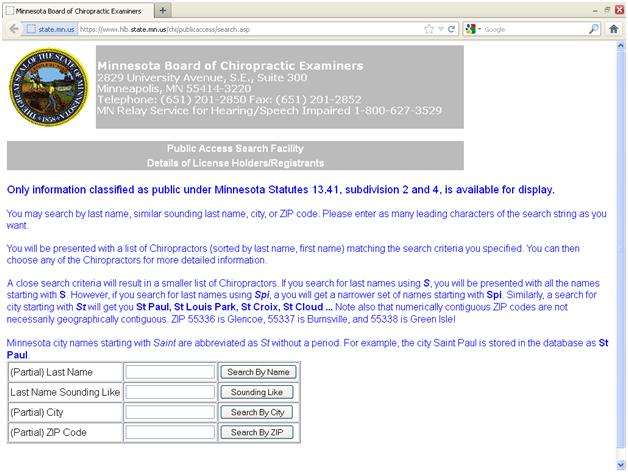 Minnesota Board of Chiropractic Examiners
state.mn.us https://www.hlb.state.mn.us/chi/publicaccess/search.asp Google
Minnesota Board of Chiropractic Examiners
2829 University Avenue, S.E., Suite 300
Minneapolis, MN 55414-3220
Telephone: (651) 201-2850 Fax: (651) 201-2852
MN Relay Service for Hearing/Speech Impaired 1-800-627-3529
Public Access Search Facility
Details of License Holders/Registrants
Only information classified as public under Minnesota Statutes 13.41, subdivision 2 and 4, is available for display.
You may search by last name, similar sounding last name, city, or ZIP code. Please enter as many leading characters of the search string as you
want.
You will be presented with a list of Chiropractors (sorted by last name, first name) matching the search criteria you specified. You can then
choose any of the Chiropractors for more detailed information.
A close search criteria will result in a smaller list of Chiropractors. If you search for last names using S, you will be presented with all the names
starting with S. However, if you search for last names using Spi, a you will get a narrower set of names starting with Spi. Similarly, a search for
city starting with St will get you St Paul, St Louis Park, St Croix, St Cloud ... Note also that numerically contiguous ZIP codes are not
necessarily geographically contiguous. ZIP 55336 is Glencoe, 55337 is Burnsville, and 55338 is Green Isle!
Minnesota city names starting with Saint are abbreviated as St without a period. For example, the city Saint Paul is stored in the database as St
Paul.
(Partial) Last Name Search By Name
Last Name Sounding Like Sounding Like
(Partial) City Search By City
(Partial) ZIP Code Search By ZIP